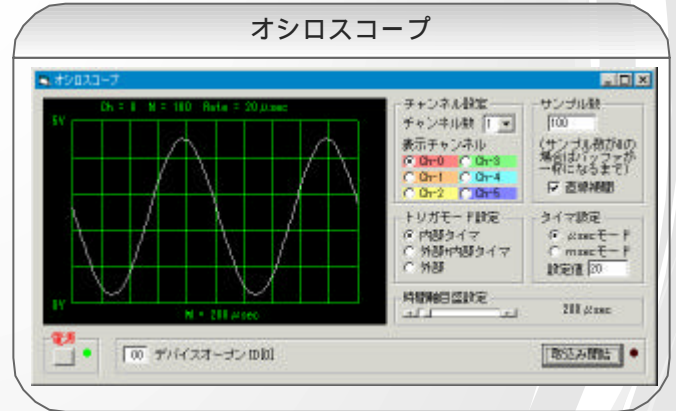 オシロスコープ
オシロスコープ
Ch = 0 N = 100 Rate = 20μsec
5V
0V
M = 200 μsec
チャンネル設定
チャンネル数 1
表示チャンネル
Ch-0 Ch-3
Ch-1 Ch-4
Ch-2 Ch-5
サンプル数
100
(サンプル数が0の
場合はバッファが
一杯になるまで)
直線補間
トリガモード設定
内部タイマ
外部+内部タイマ
外部
タイマ設定
μsecモード
msecモード
設定値 20
時間軸目盛設定
200 μsec
電源
00 デバイスオープン ID[0]
取込み開始